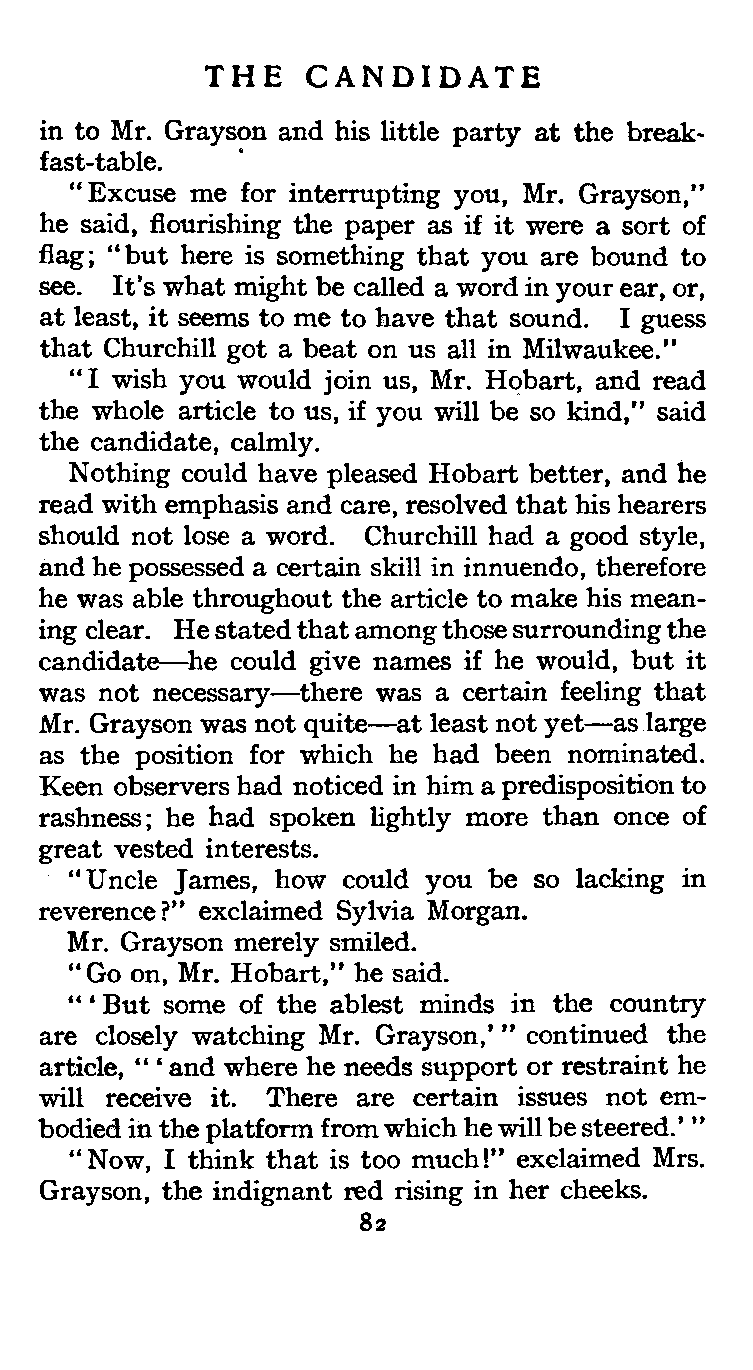 THE CANDIDATE
in to Mr. Grayson and his little party at the break-
fast-table.
"Excuse me for interrupting you, Mr. Grayson,"
he said, flourishing the paper as if it were a sort of
flag; "but here is something that you are bound to
see. It's what might be called a word in your ear, or,
at least, it seems to me to have that sound. I guess
that Churchill got a beat on us all in Milwaukee."
"I wish you would join us, Mr. Hobart, and read
the whole article to us, if you will be so kind," said
the candidate, calmly.
Nothing could have pleased Hobart better, and he
read with emphasis and care, resolved that his hearers
should not lose a word. Churchill had a good style,
and he possessed a certain skill in innuendo, therefore
he was able throughout the article to make his mean-
ing clear. He stated that among those surrounding the
candidate—he could give names if he would, but it
was not necessary—there was a certain feeling that
Mr. Grayson was not quite—at least not yet—as large
as the position for which he had been nominated.
Keen observers had noticed in him a predisposition to
rashness; he had spoken lightly more than once of
great vested interests.
"Uncle James, how could you be so lacking in
reverence?" exclaimed Sylvia Morgan.
Mr. Grayson merely smiled.
"Go on, Mr. Hobart," he said.
"'But some of the ablest minds in the country
are closely watching Mr. Grayson,'" continued the
article, "'and where he needs support or restraint he
will receive it. There are certain issues not em-
bodied in the platform from which he will be steered.'"
"Now, I think that is too much!" exclaimed Mrs.
Grayson, the indignant red rising in her cheeks.
82